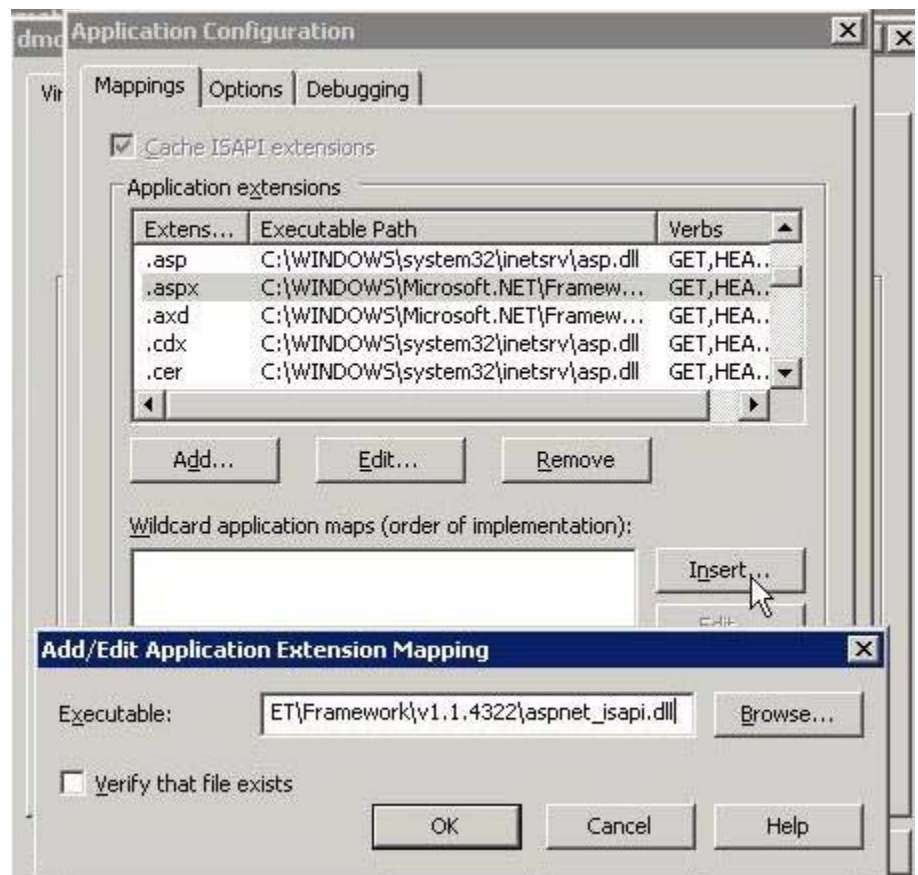 dmo
Application Configuration
Vir
Mappings
Options
Debugging
Cache ISAPI extensions
Application extensions
Extens... Executable Path Verbs
.asp C:\WINDOWS\system32\inetsrv\asp.dll GET,HEA..
.aspx C:\WINDOWS\Microsoft.NET\Framew... GET,HEA..
.axd C:\WINDOWS\Microsoft.NET\Framew... GET,HEA..
.cdx C:\WINDOWS\system32\inetsrv\asp.dll GET,HEA..
.cer C:\WINDOWS\system32\inetsrv\asp.dll GET,HEA..
Add... Edit... Remove
Wildcard application maps (order of implementation):
Insert...
Edit
Add/Edit Application Extension Mapping
Executable: ET\Framework\v1.1.4322\aspnet_isapi.dll Browse...
Verify that file exists
OK Cancel Help